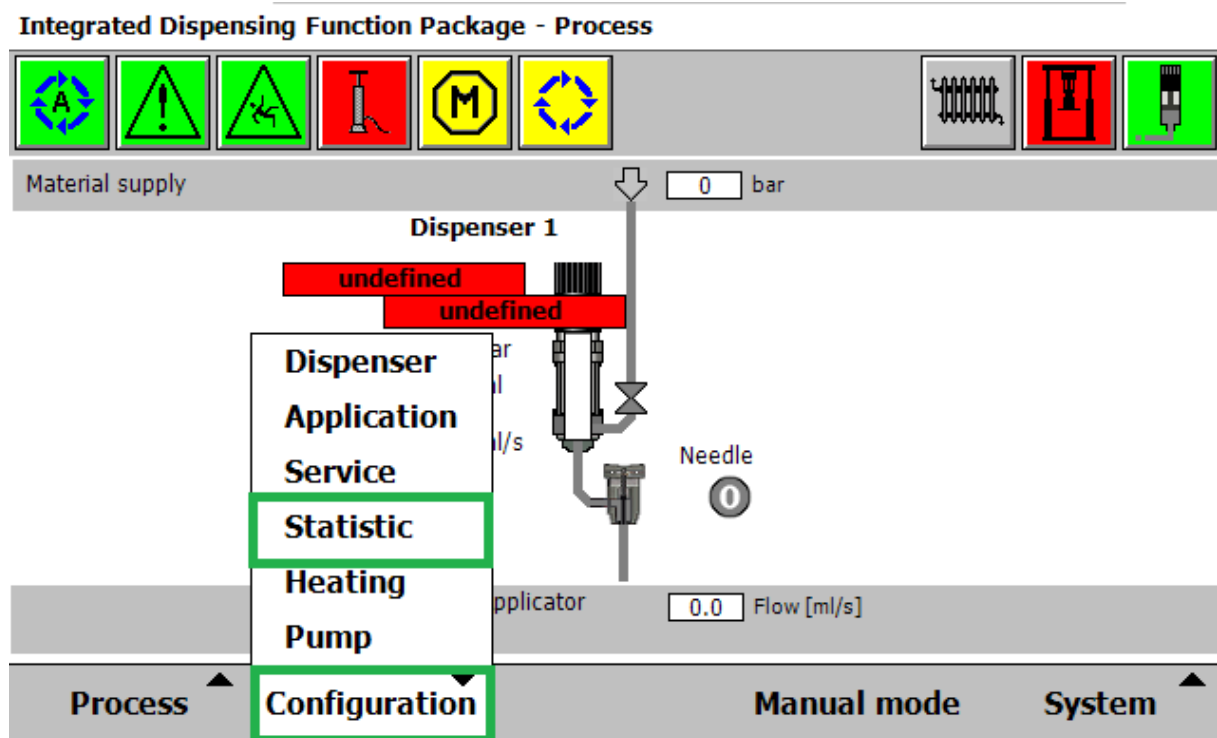 Integrated Dispensing Function Package - Process
A
M
Material supply
0 bar
Dispenser 1
undefined
undefined
ar
Dispenser
l
Application
l/s
Needle
Service
0
Statistic
Heating
pplicator
0.0 Flow [ml/s]
Pump
Process
Configuration
Manual mode
System